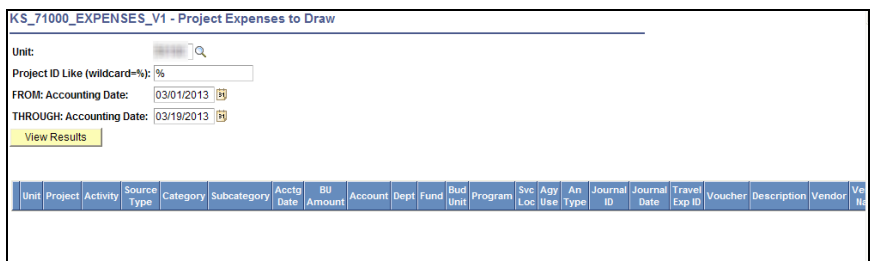 KS_71000_EXPENSES_V1 - Project Expenses to Draw
Unit:
Project ID Like (wildcard=%): %
FROM: Accounting Date: 03/01/2013
THROUGH: Accounting Date: 03/19/2013
View Results
Unit Project Activity Source Type Category Subcategory Acctg Date BU Amount Account Dept Fund Bud Unit Program Svc Loc Agy Use An Type Journal ID Journal Date Travel Exp ID Voucher Description Vendor